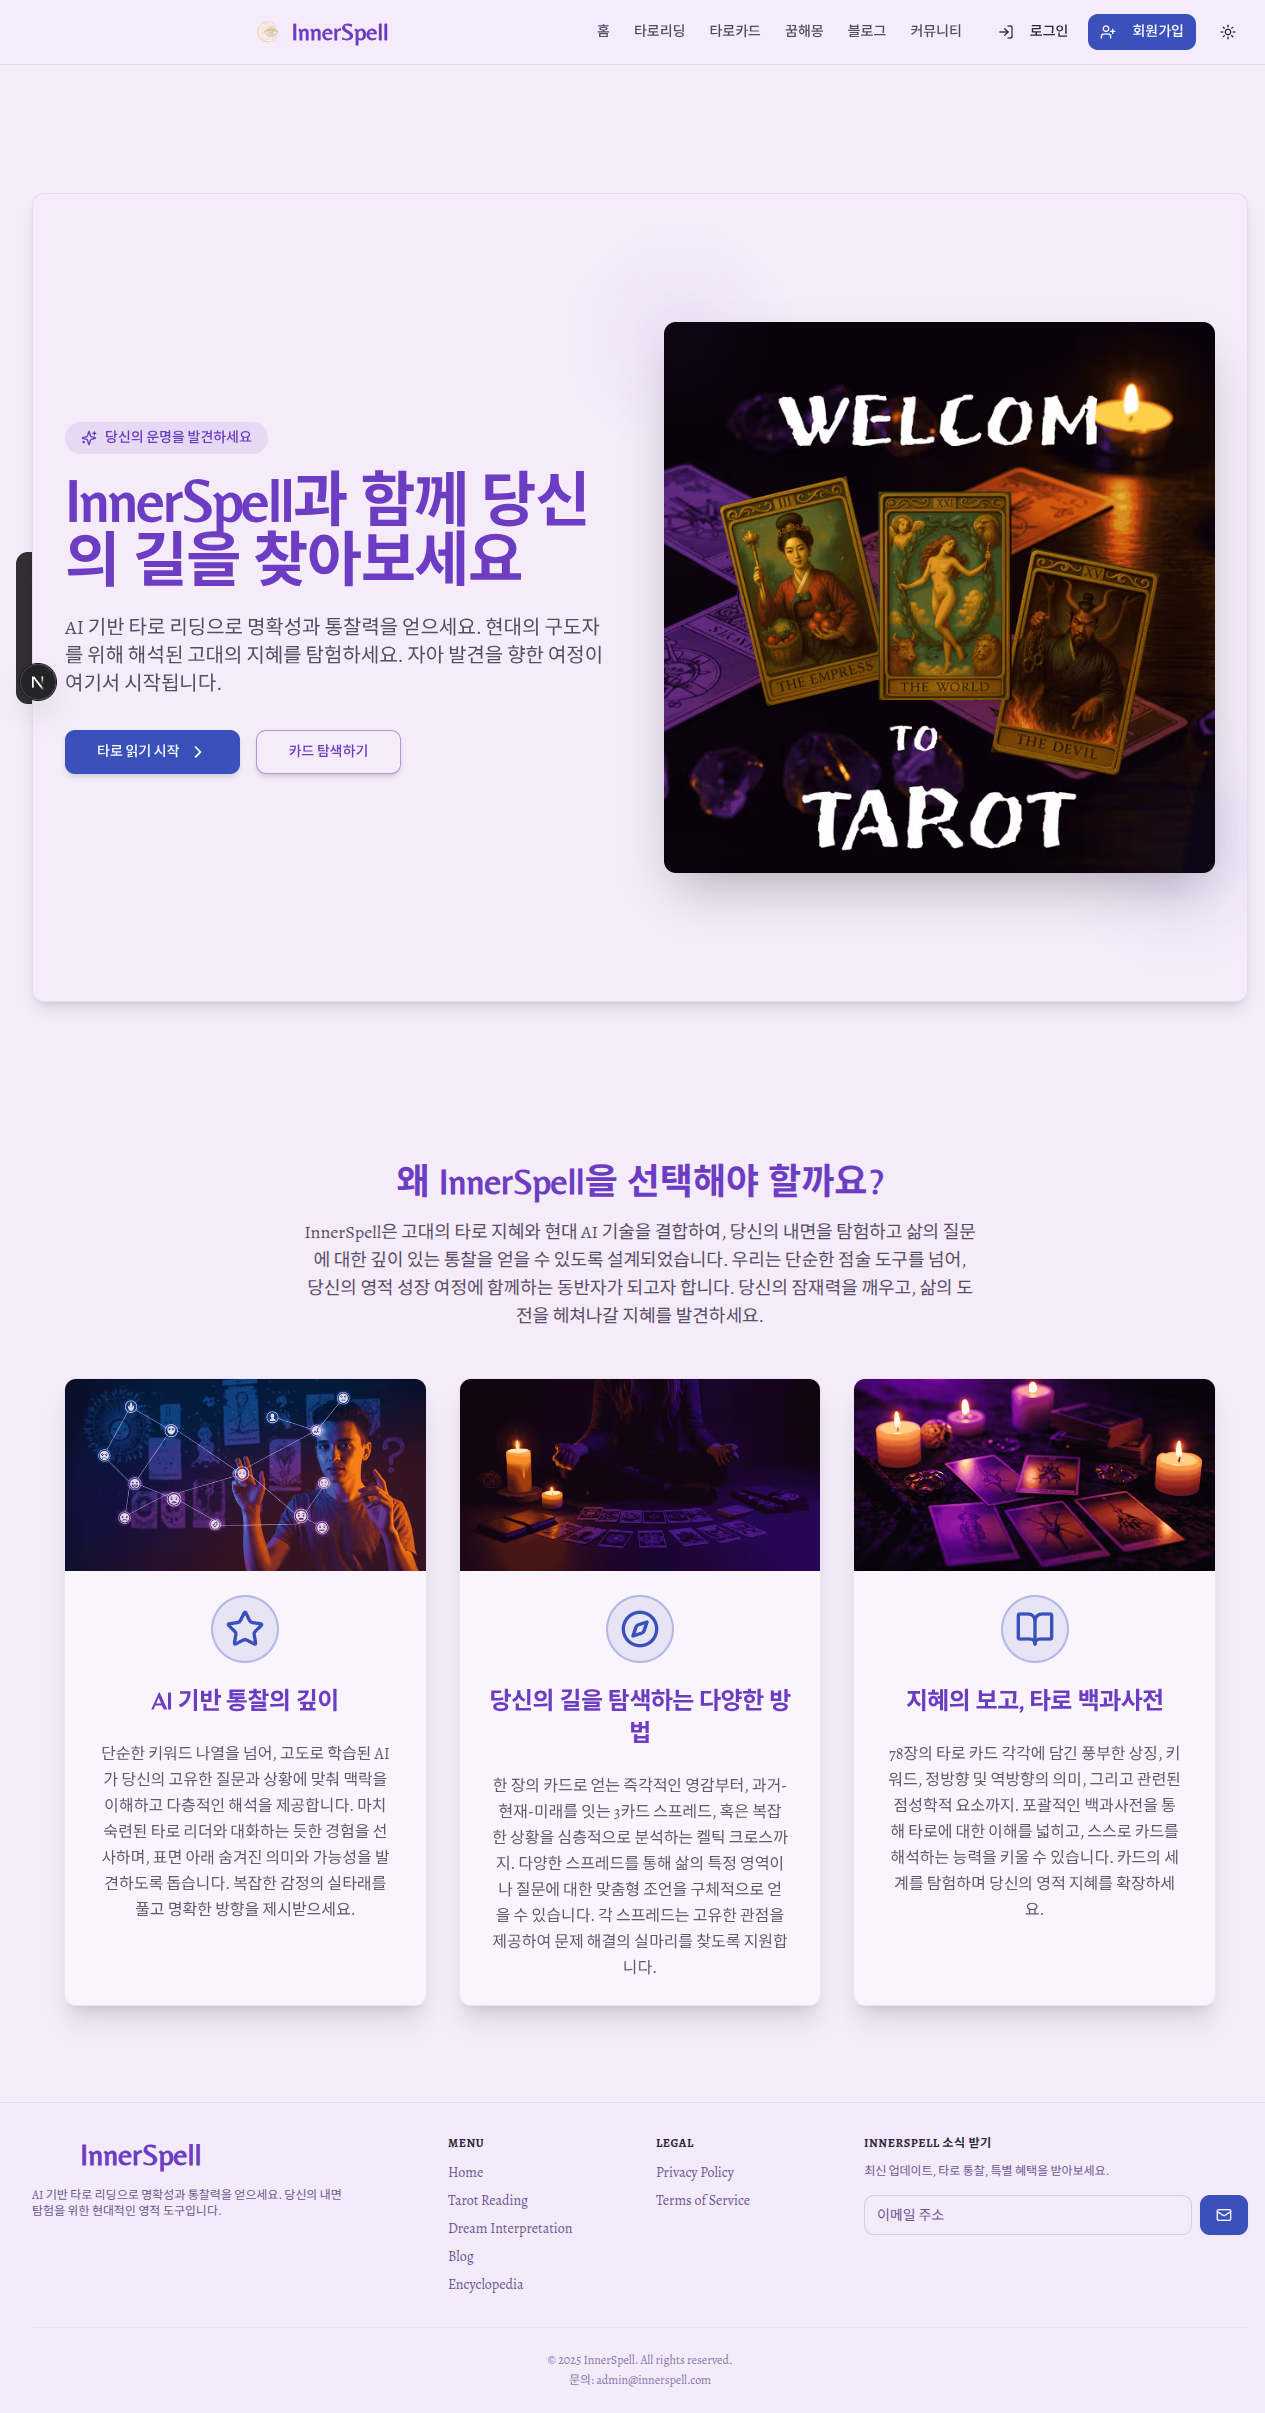 InnerSpell
홈 타로리딩 타로카드 꿈해몽 블로그 커뮤니티 로그인 회원가입
당신의 운명을 발견하세요
InnerSpell과 함께 당신
의 길을 찾아보세요
AI 기반 타로 리딩으로 명확성과 통찰력을 얻으세요. 현대의 구도자
를 위해 해석된 고대의 지혜를 탐험하세요. 자아 발견을 향한 여정이
여기서 시작됩니다.
타로 읽기 시작
카드 탐색하기
WELCOM
III
XXI
XV
THE EMPRESS
THE WORLD
THE DEVIL
TO
TAROT
N
왜 InnerSpell을 선택해야 할까요?
InnerSpell은 고대의 타로 지혜와 현대 AI 기술을 결합하여, 당신의 내면을 탐험하고 삶의 질문
에 대한 깊이 있는 통찰을 얻을 수 있도록 설계되었습니다. 우리는 단순한 점술 도구를 넘어,
당신의 영적 성장 여정에 함께하는 동반자가 되고자 합니다. 당신의 잠재력을 깨우고, 삶의 도
전을 헤쳐나갈 지혜를 발견하세요.
AI 기반 통찰의 깊이
단순한 키워드 나열을 넘어, 고도로 학습된 AI
가 당신의 고유한 질문과 상황에 맞춰 맥락을
이해하고 다층적인 해석을 제공합니다. 마치
숙련된 타로 리더와 대화하는 듯한 경험을 선
사하며, 표면 아래 숨겨진 의미와 가능성을 발
견하도록 돕습니다. 복잡한 감정의 실타래를
풀고 명확한 방향을 제시받으세요.
당신의 길을 탐색하는 다양한 방
법
한 장의 카드로 얻는 즉각적인 영감부터, 과거-
현재-미래를 잇는 3카드 스프레드, 혹은 복잡
한 상황을 심층적으로 분석하는 켈틱 크로스까
지. 다양한 스프레드를 통해 삶의 특정 영역이
나 질문에 대한 맞춤형 조언을 구체적으로 얻
을 수 있습니다. 각 스프레드는 고유한 관점을
제공하여 문제 해결의 실마리를 찾도록 지원합
니다.
지혜의 보고, 타로 백과사전
78장의 타로 카드 각각에 담긴 풍부한 상징, 키
워드, 정방향 및 역방향의 의미, 그리고 관련된
점성학적 요소까지. 포괄적인 백과사전을 통
해 타로에 대한 이해를 넓히고, 스스로 카드를
해석하는 능력을 키울 수 있습니다. 카드의 세
계를 탐험하며 당신의 영적 지혜를 확장하세
요.
InnerSpell
AI 기반 타로 리딩으로 명확성과 통찰력을 얻으세요. 당신의 내면
탐험을 위한 현대적인 영적 도구입니다.
MENU
Home
Tarot Reading
Dream Interpretation
Blog
Encyclopedia
LEGAL
Privacy Policy
Terms of Service
INNERSPELL 소식 받기
최신 업데이트, 타로 통찰, 특별 혜택을 받아보세요.
이메일 주소
© 2025 InnerSpell. All rights reserved.
문의: admin@innerspell.com